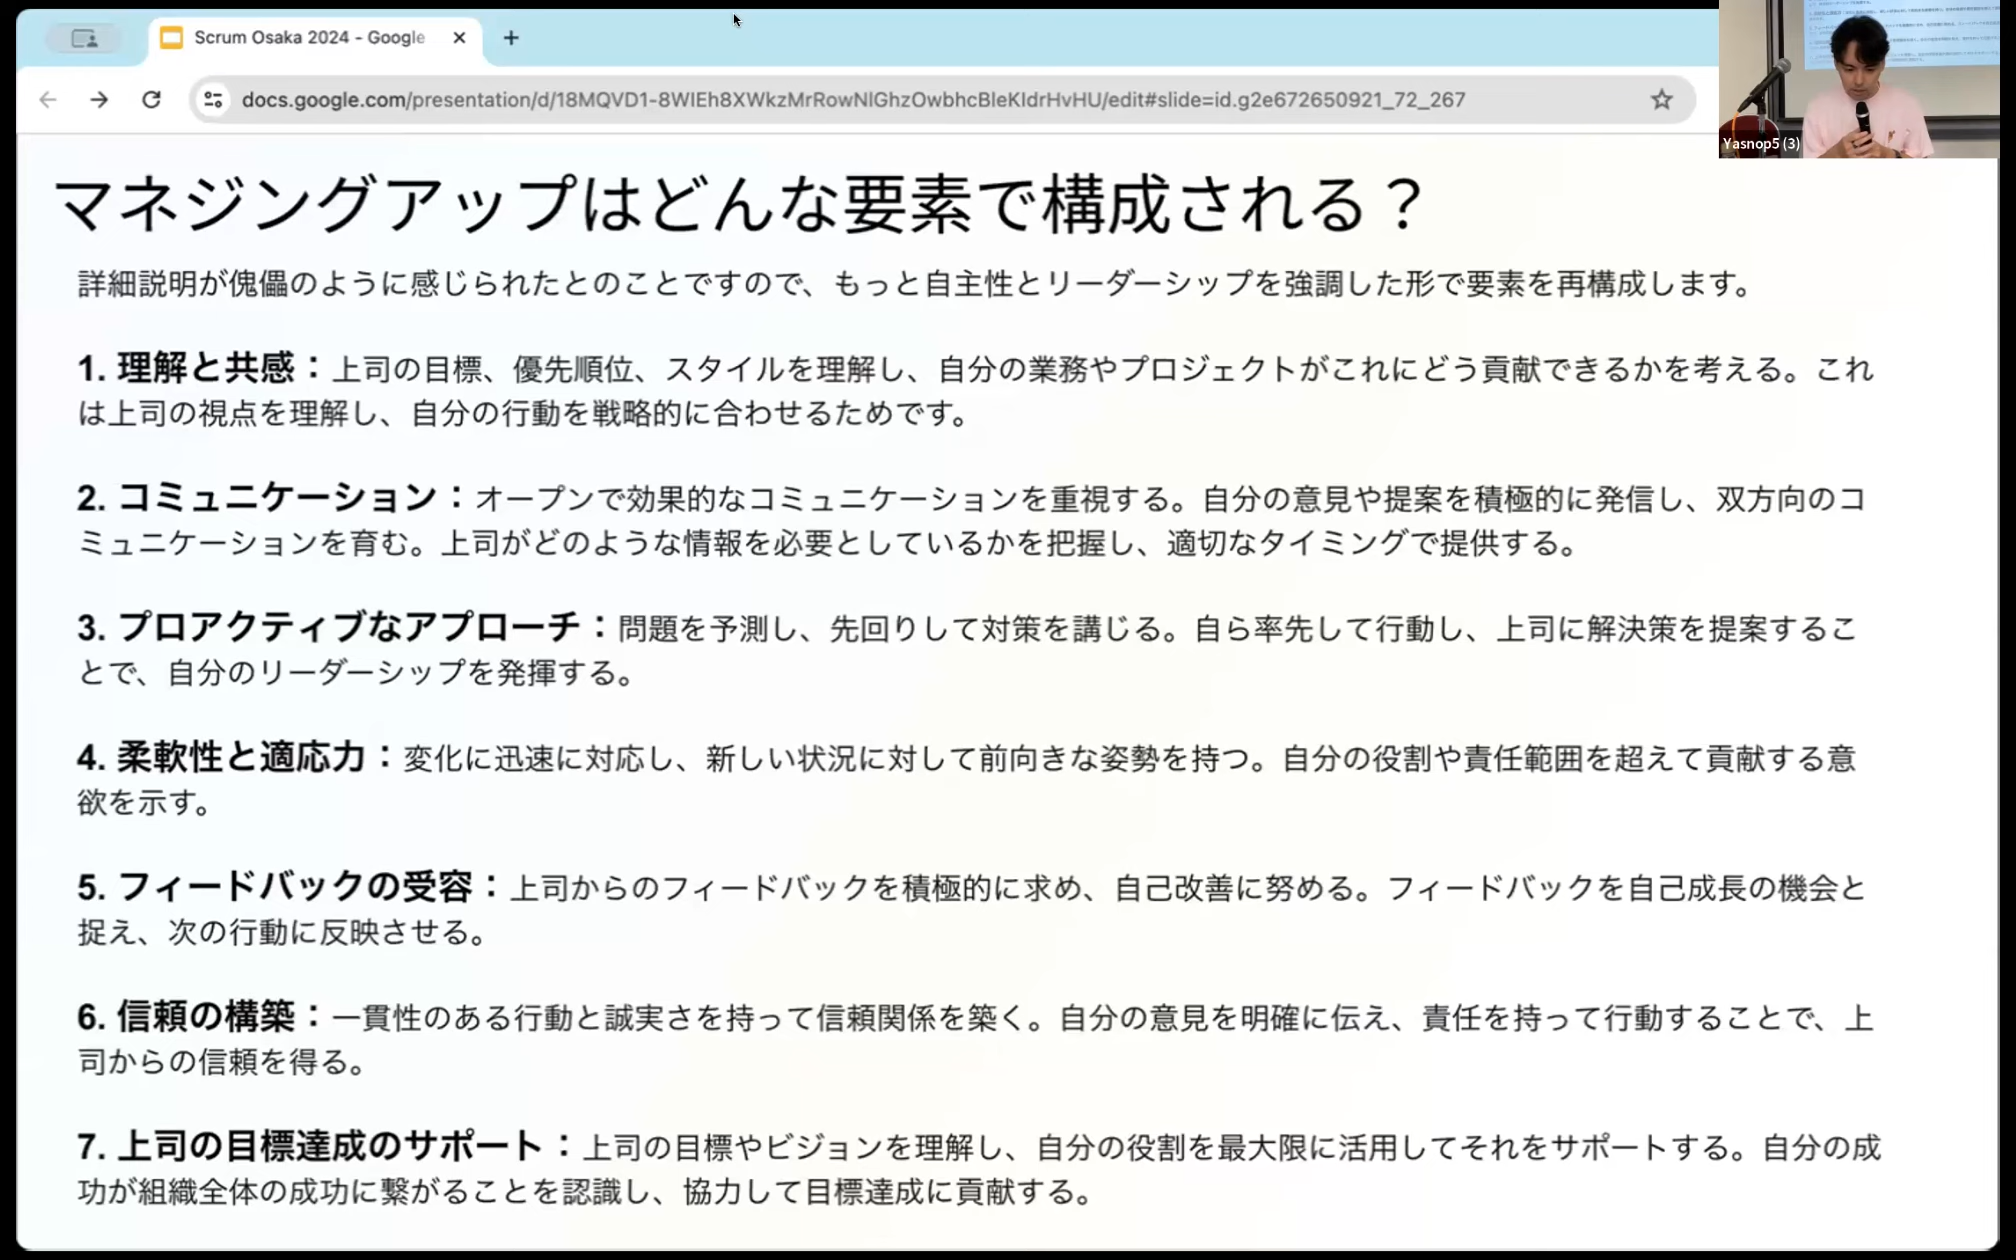 Scrum Osaka 2024 - Google
docs.google.com/presentation/d/18MQVD1-8WIEh8XWkzMrRowNlGhzOwbhcBleKIdrHvHU/edit#slide=id.g2e672650921_72_267
Yasnop5 (3)
マネジングアップはどんな要素で構成される？
詳細説明が傀儡のように感じられたとのことですので、もっと自主性とリーダーシップを強調した形で要素を再構成します。
1. 理解と共感：上司の目標、優先順位、スタイルを理解し、自分の業務やプロジェクトがこれにどう貢献できるかを考える。これ
は上司の視点を理解し、自分の行動を戦略的に合わせるためです。
2. コミュニケーション：オープンで効果的なコミュニケーションを重視する。自分の意見や提案を積極的に発信し、双方向のコ
ミュニケーションを育む。上司がどのような情報を必要としているかを把握し、適切なタイミングで提供する。
3. プロアクティブなアプローチ：問題を予測し、先回りして対策を講じる。自ら率先して行動し、上司に解決策を提案するこ
とで、自分のリーダーシップを発揮する。
4. 柔軟性と適応力：変化に迅速に対応し、新しい状況に対して前向きな姿勢を持つ。自分の役割や責任範囲を超えて貢献する意
欲を示す。
5. フィードバックの受容：上司からのフィードバックを積極的に求め、自己改善に努める。フィードバックを自己成長の機会と
捉え、次の行動に反映させる。
6. 信頼の構築：一貫性のある行動と誠実さを持って信頼関係を築く。自分の意見を明確に伝え、責任を持って行動することで、上
司からの信頼を得る。
7. 上司の目標達成のサポート：上司の目標やビジョンを理解し、自分の役割を最大限に活用してそれをサポートする。自分の成
功が組織全体の成功に繋がることを認識し、協力して目標達成に貢献する。